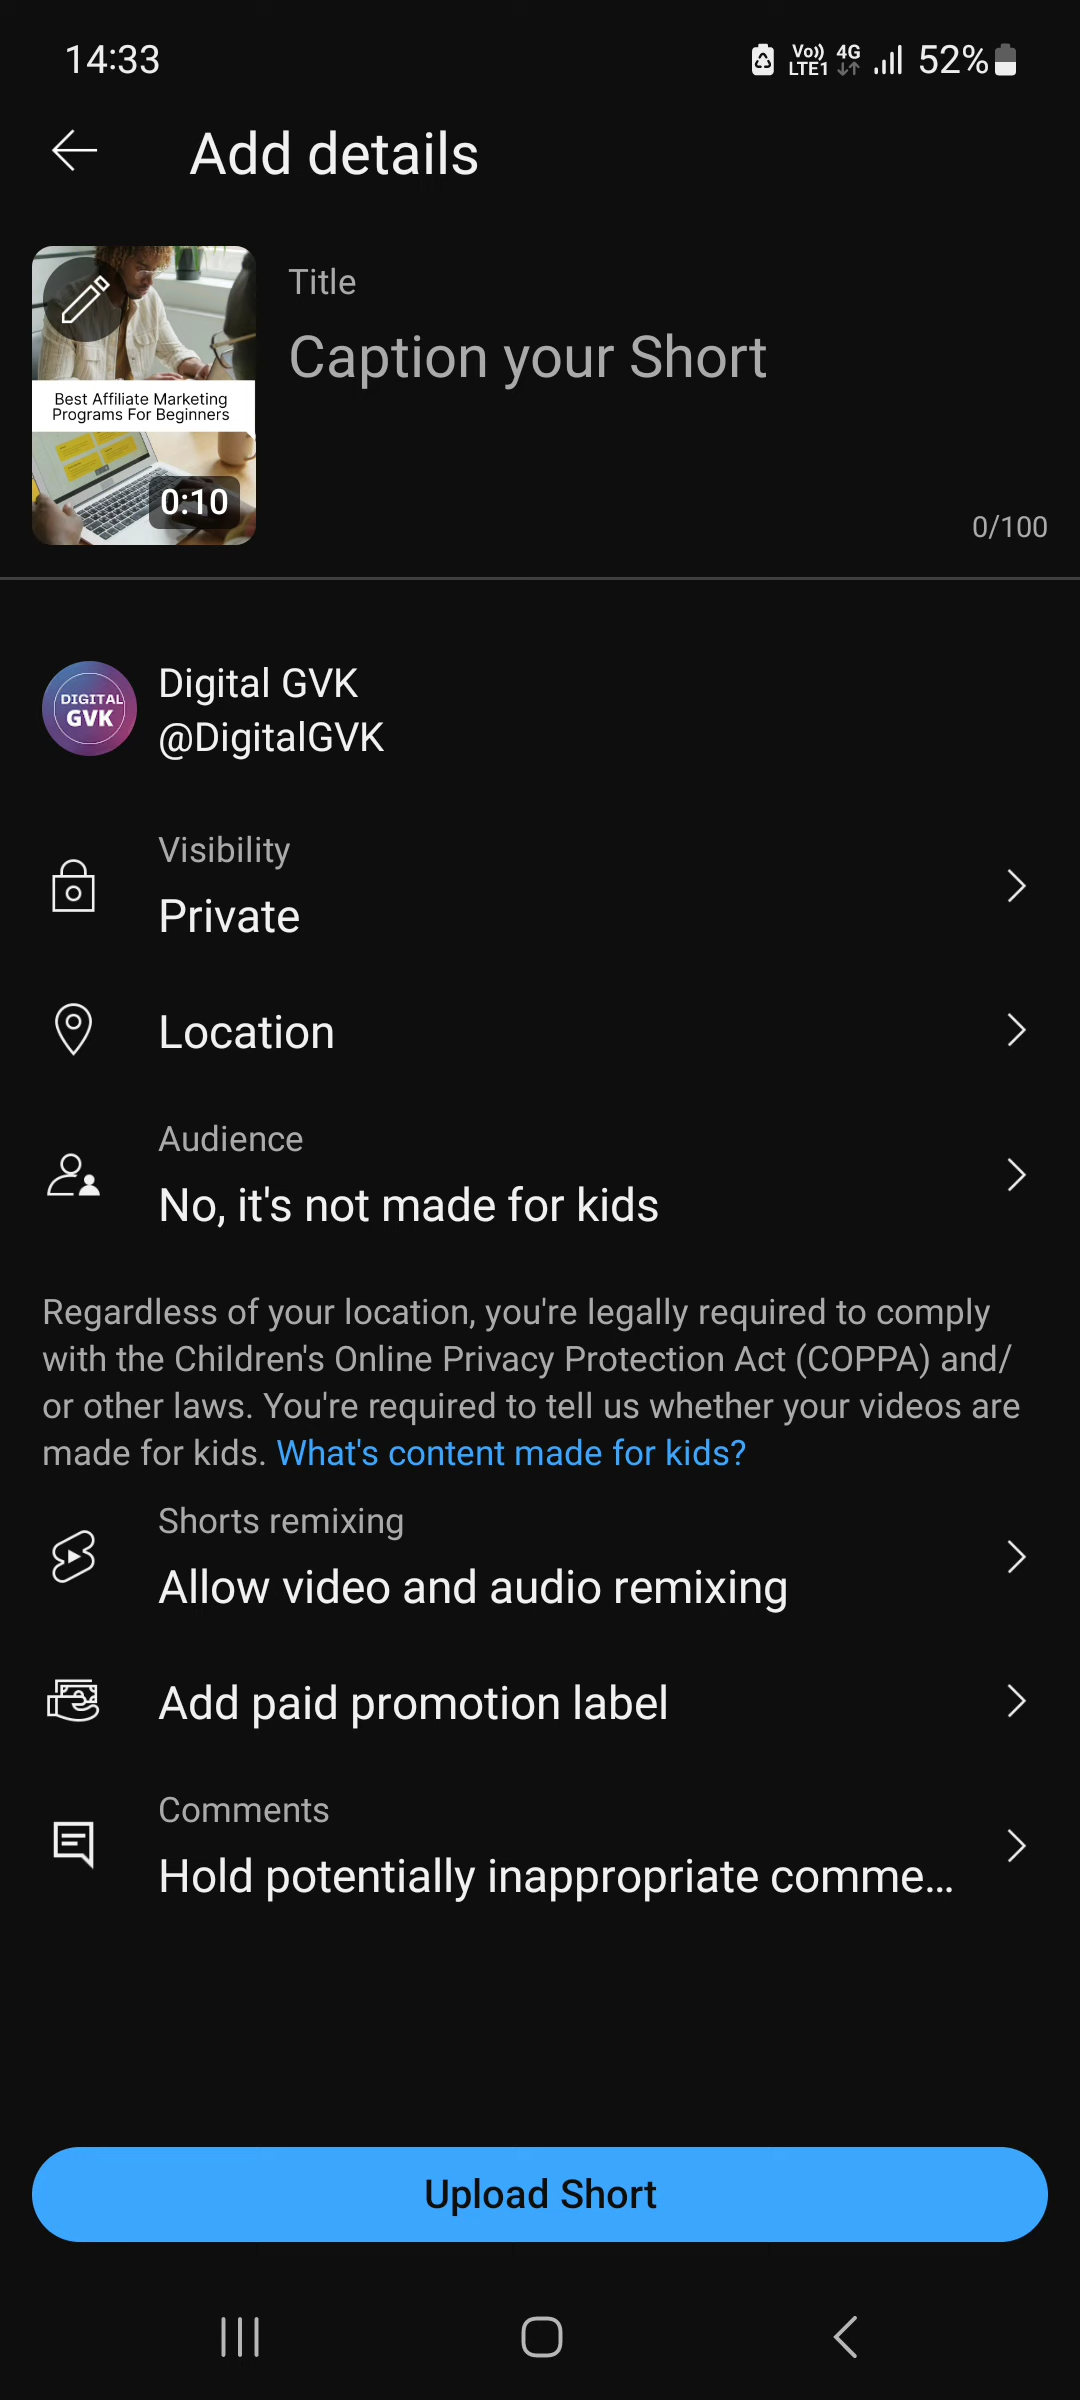 14:33
Vo))
LTE1
4G
52%
Add details
Best Affiliate Marketing
Programs For Beginners
0:10
Title
Caption your Short
0/100
DIGITAL
GVK
Digital GVK
@DigitalGVK
Visibility
Private
Location
Audience
No, it's not made for kids
Regardless of your location, you're legally required to comply
with the Children's Online Privacy Protection Act (COPPA) and/
or other laws. You're required to tell us whether your videos are
made for kids. What's content made for kids?
Shorts remixing
Allow video and audio remixing
Add paid promotion label
Comments
Hold potentially inappropriate comme...
Upload Short